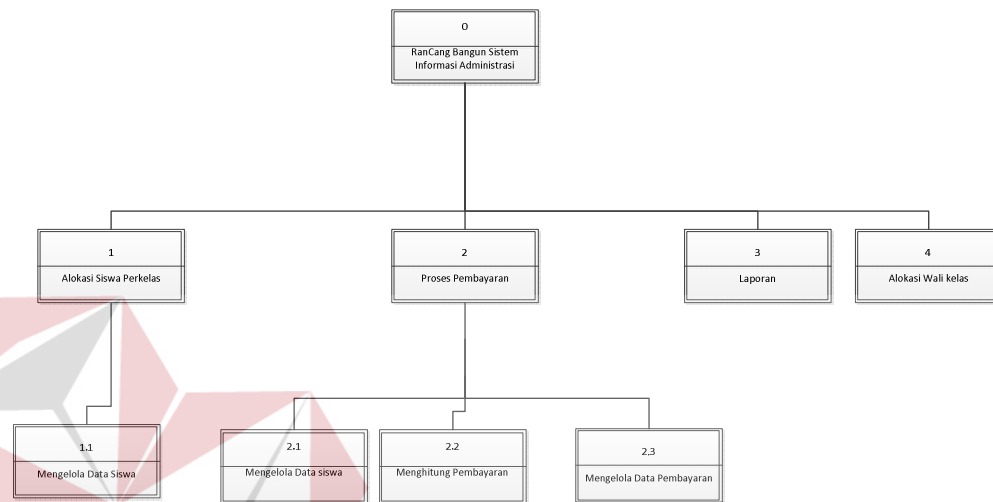 0
RanCang Bangun Sistem
Informasi Administrasi
1
Alokasi Siswa Perkelas
2
Proses Pembayaran
3
Laporan
4
Alokasi Wali kelas
1.1
Mengelola Data Siswa
2.1
Mengelola Data siswa
2.2
Menghitung Pembayaran
2.3
Mengelola Data Pembayaran